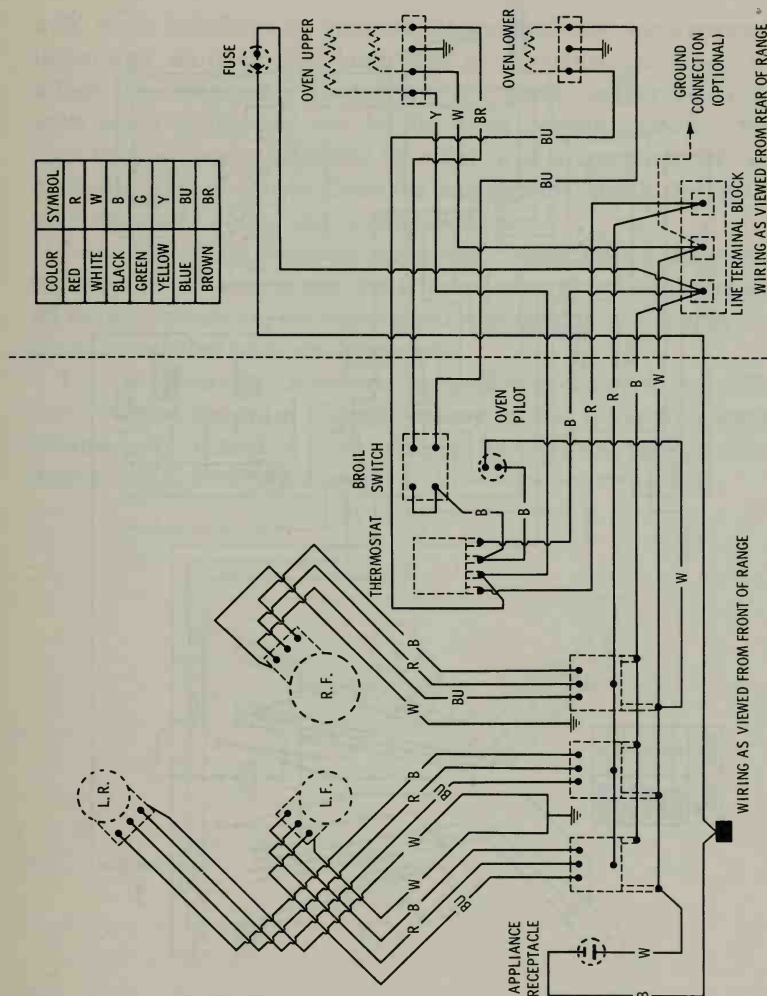 COLOR SYMBOL
RED R
WHITE W
BLACK B
GREEN G
YELLOW Y
BLUE BU
BROWN BR
FUSE
OVEN UPPER
OVEN LOWER
Y
W
BR
BU
BU
GROUND
CONNECTION
(OPTIONAL)
LINE TERMINAL BLOCK
WIRING AS VIEWED FROM REAR OF RANGE
BROIL
SWITCH
OVEN
PILOT
THERMOSTAT
B
B
B
R
R
B
W
W
L.R.
L.F.
R.F.
B
R
BU
W
B
R
BU
W
W
B
R
BU
APPLIANCE
RECEPTACLE
W
B
WIRING AS VIEWED FROM FRONT OF RANGE